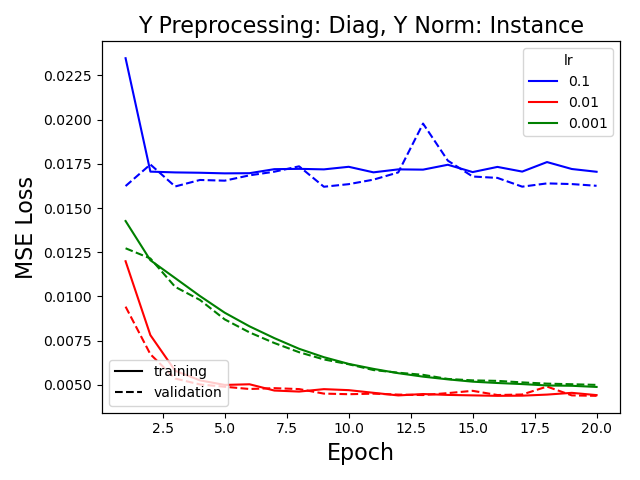 Y Preprocessing: Diag, Y Norm: Instance
MSE Loss
0.0225
0.0200
0.0175
0.0150
0.0125
0.0100
0.0075
0.0050
lr
0.1
0.01
0.001
training
validation
2.5 5.0 7.5 10.0 12.5 15.0 17.5 20.0
Epoch